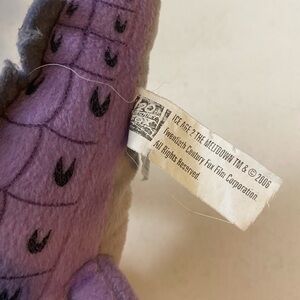 ICE AGE 2 THE MELTDOWN TM & © 2006
Twentieth Century Fox Film Corporation.
All Rights Reserved.